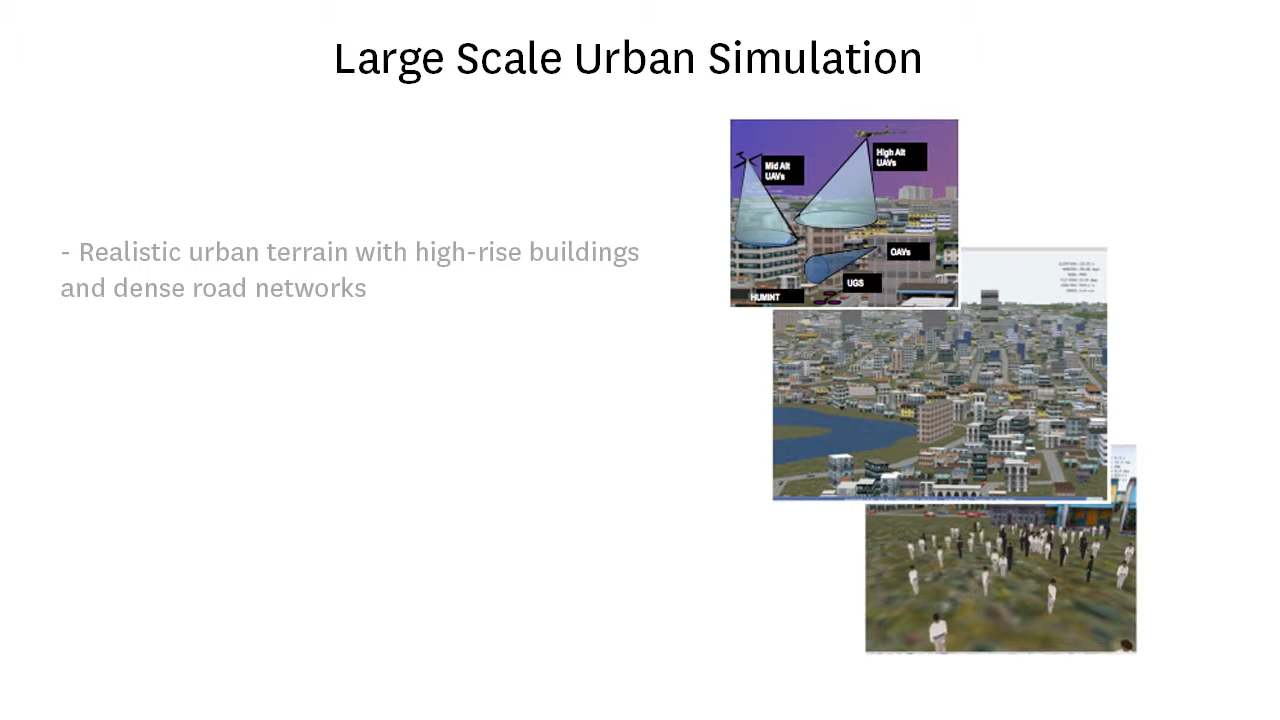 Large Scale Urban Simulation
- Realistic urban terrain with high-rise buildings
and dense road networks
Mid Alt
UAVs
High Alt
UAVs
OAVs
UGS
HUMINT